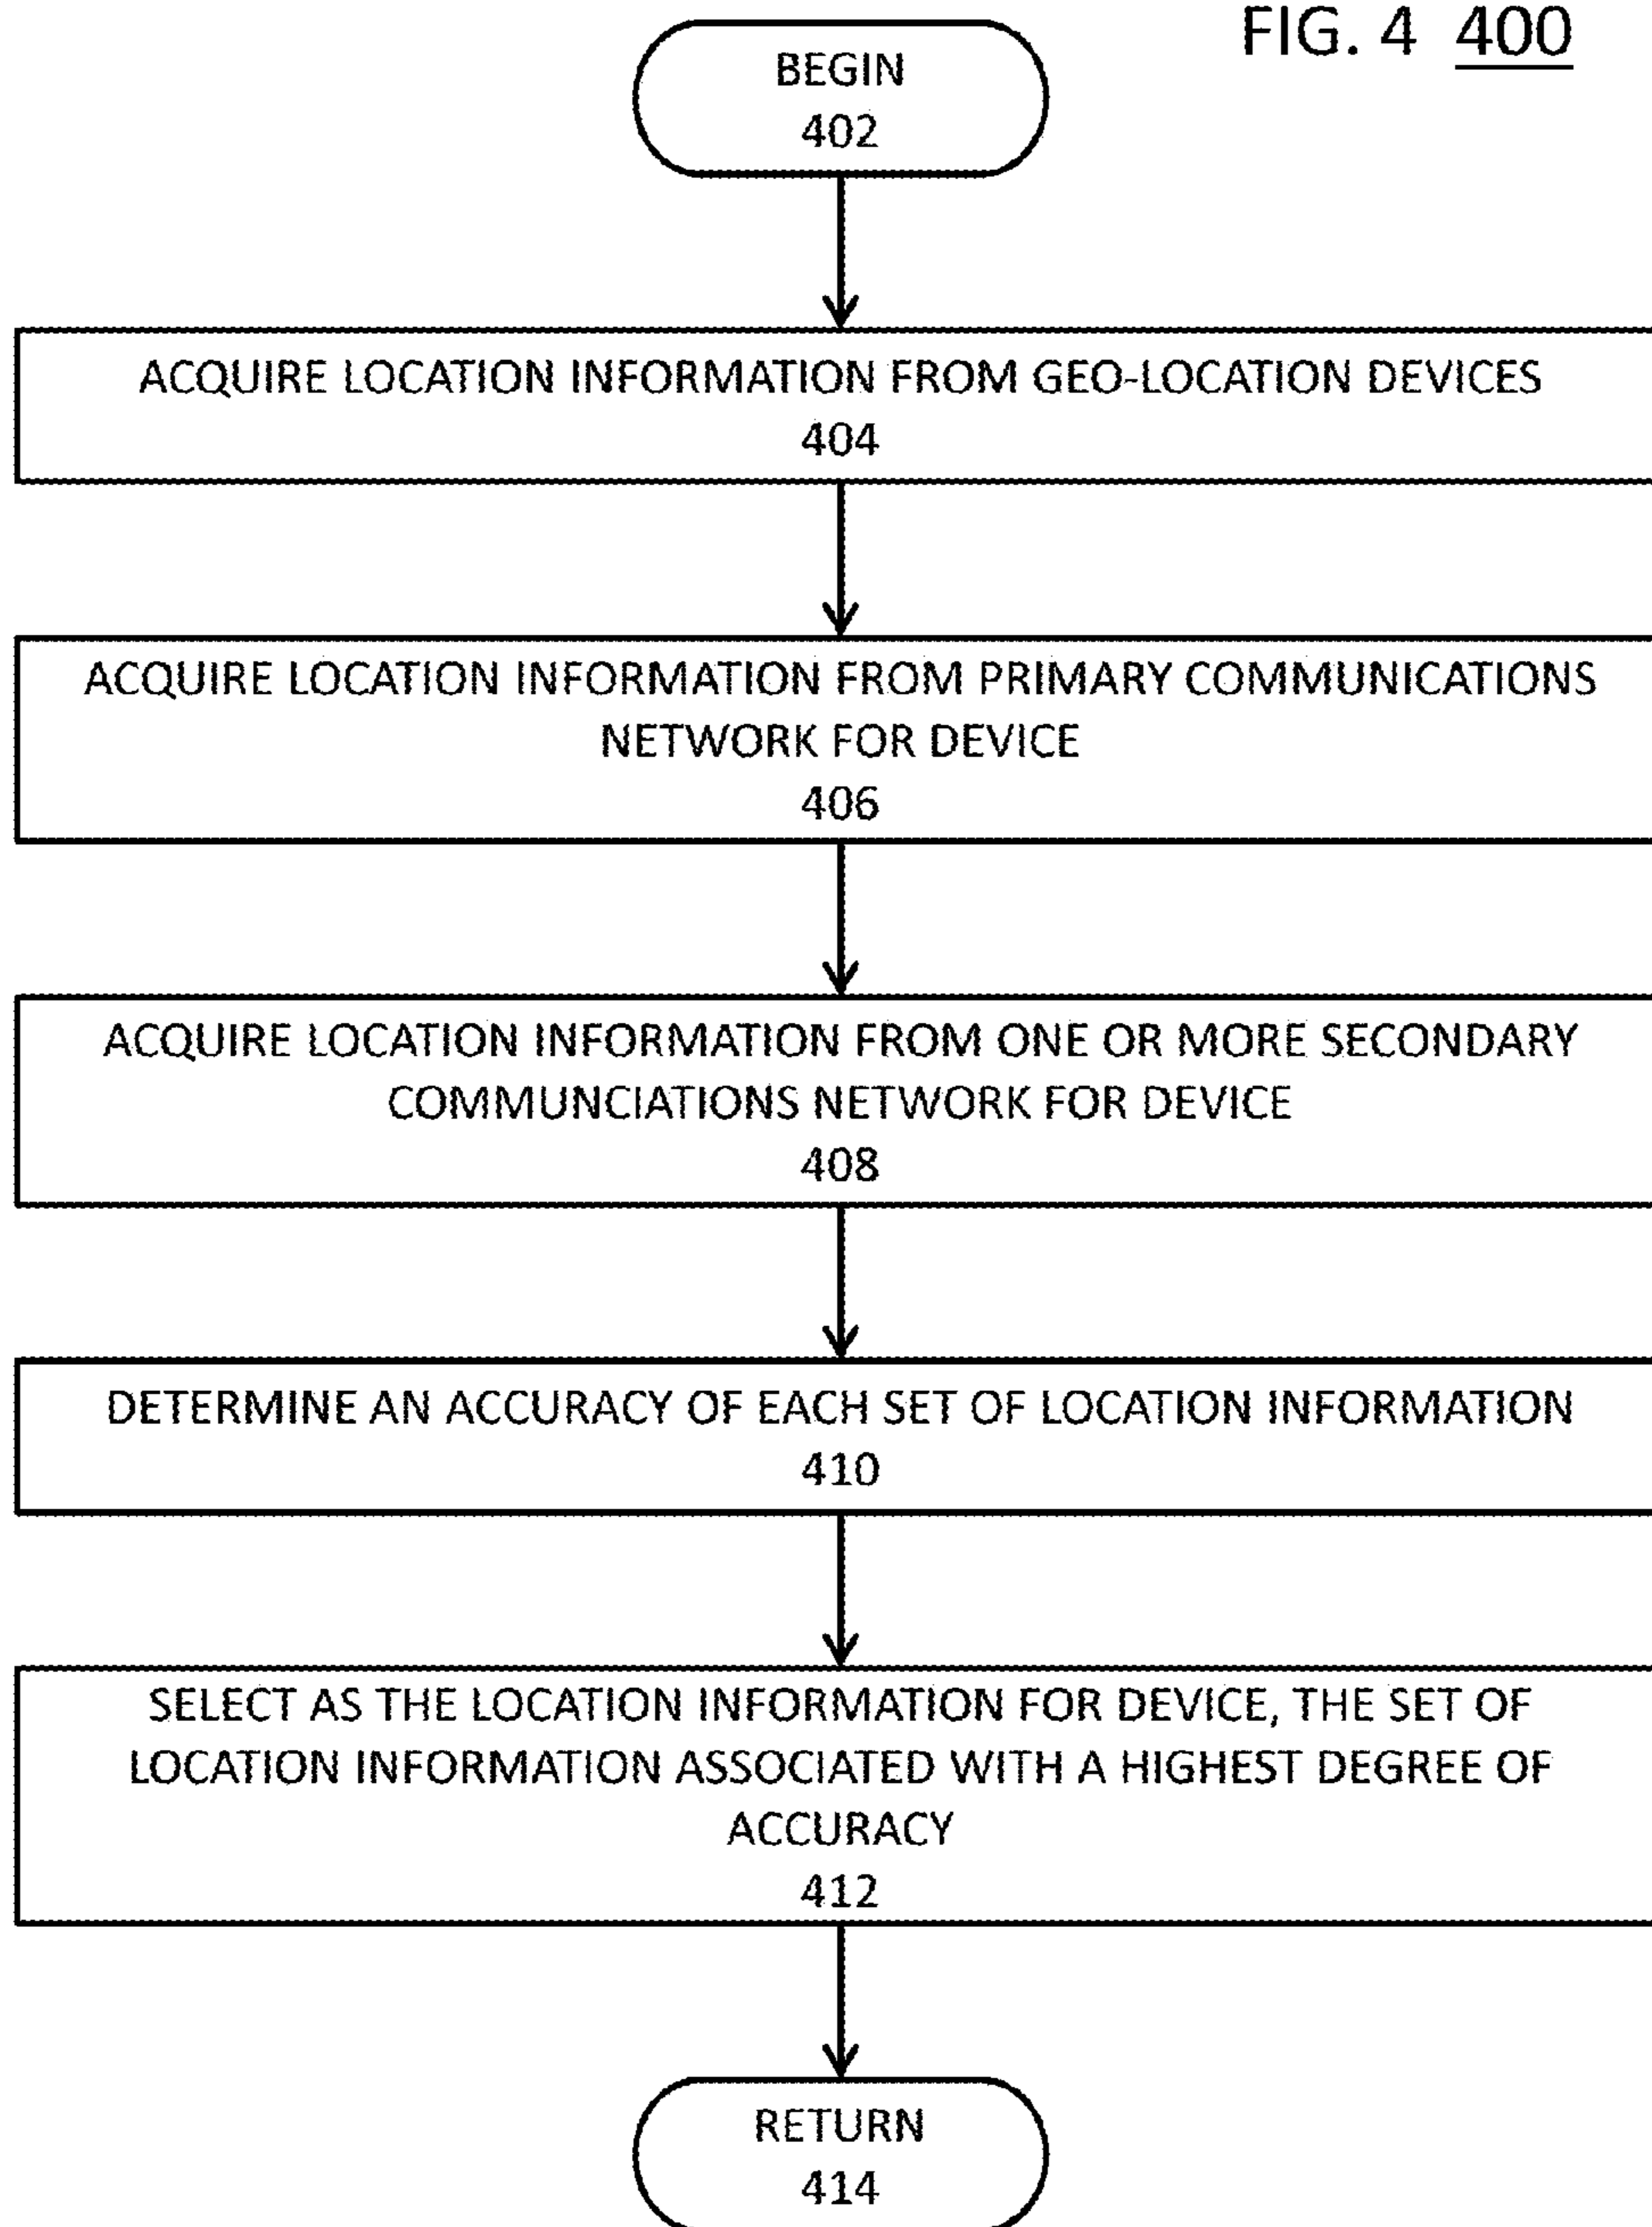 FIG. 4 400
BEGIN
402
ACQUIRE LOCATION INFORMATION FROM GEO-LOCATION DEVICES
404
ACQUIRE LOCATION INFORMATION FROM PRIMARY COMMUNICATIONS
NETWORK FOR DEVICE
406
ACQUIRE LOCATION INFORMATION FROM ONE OR MORE SECONDARY
COMMUNCIATIONS NETWORK FOR DEVICE
408
DETERMINE AN ACCURACY OF EACH SET OF LOCATION INFORMATION
410
SELECT AS THE LOCATION INFORMATION FOR DEVICE, THE SET OF
LOCATION INFORMATION ASSOCIATED WITH A HIGHEST DEGREE OF
ACCURACY
412
RETURN
414